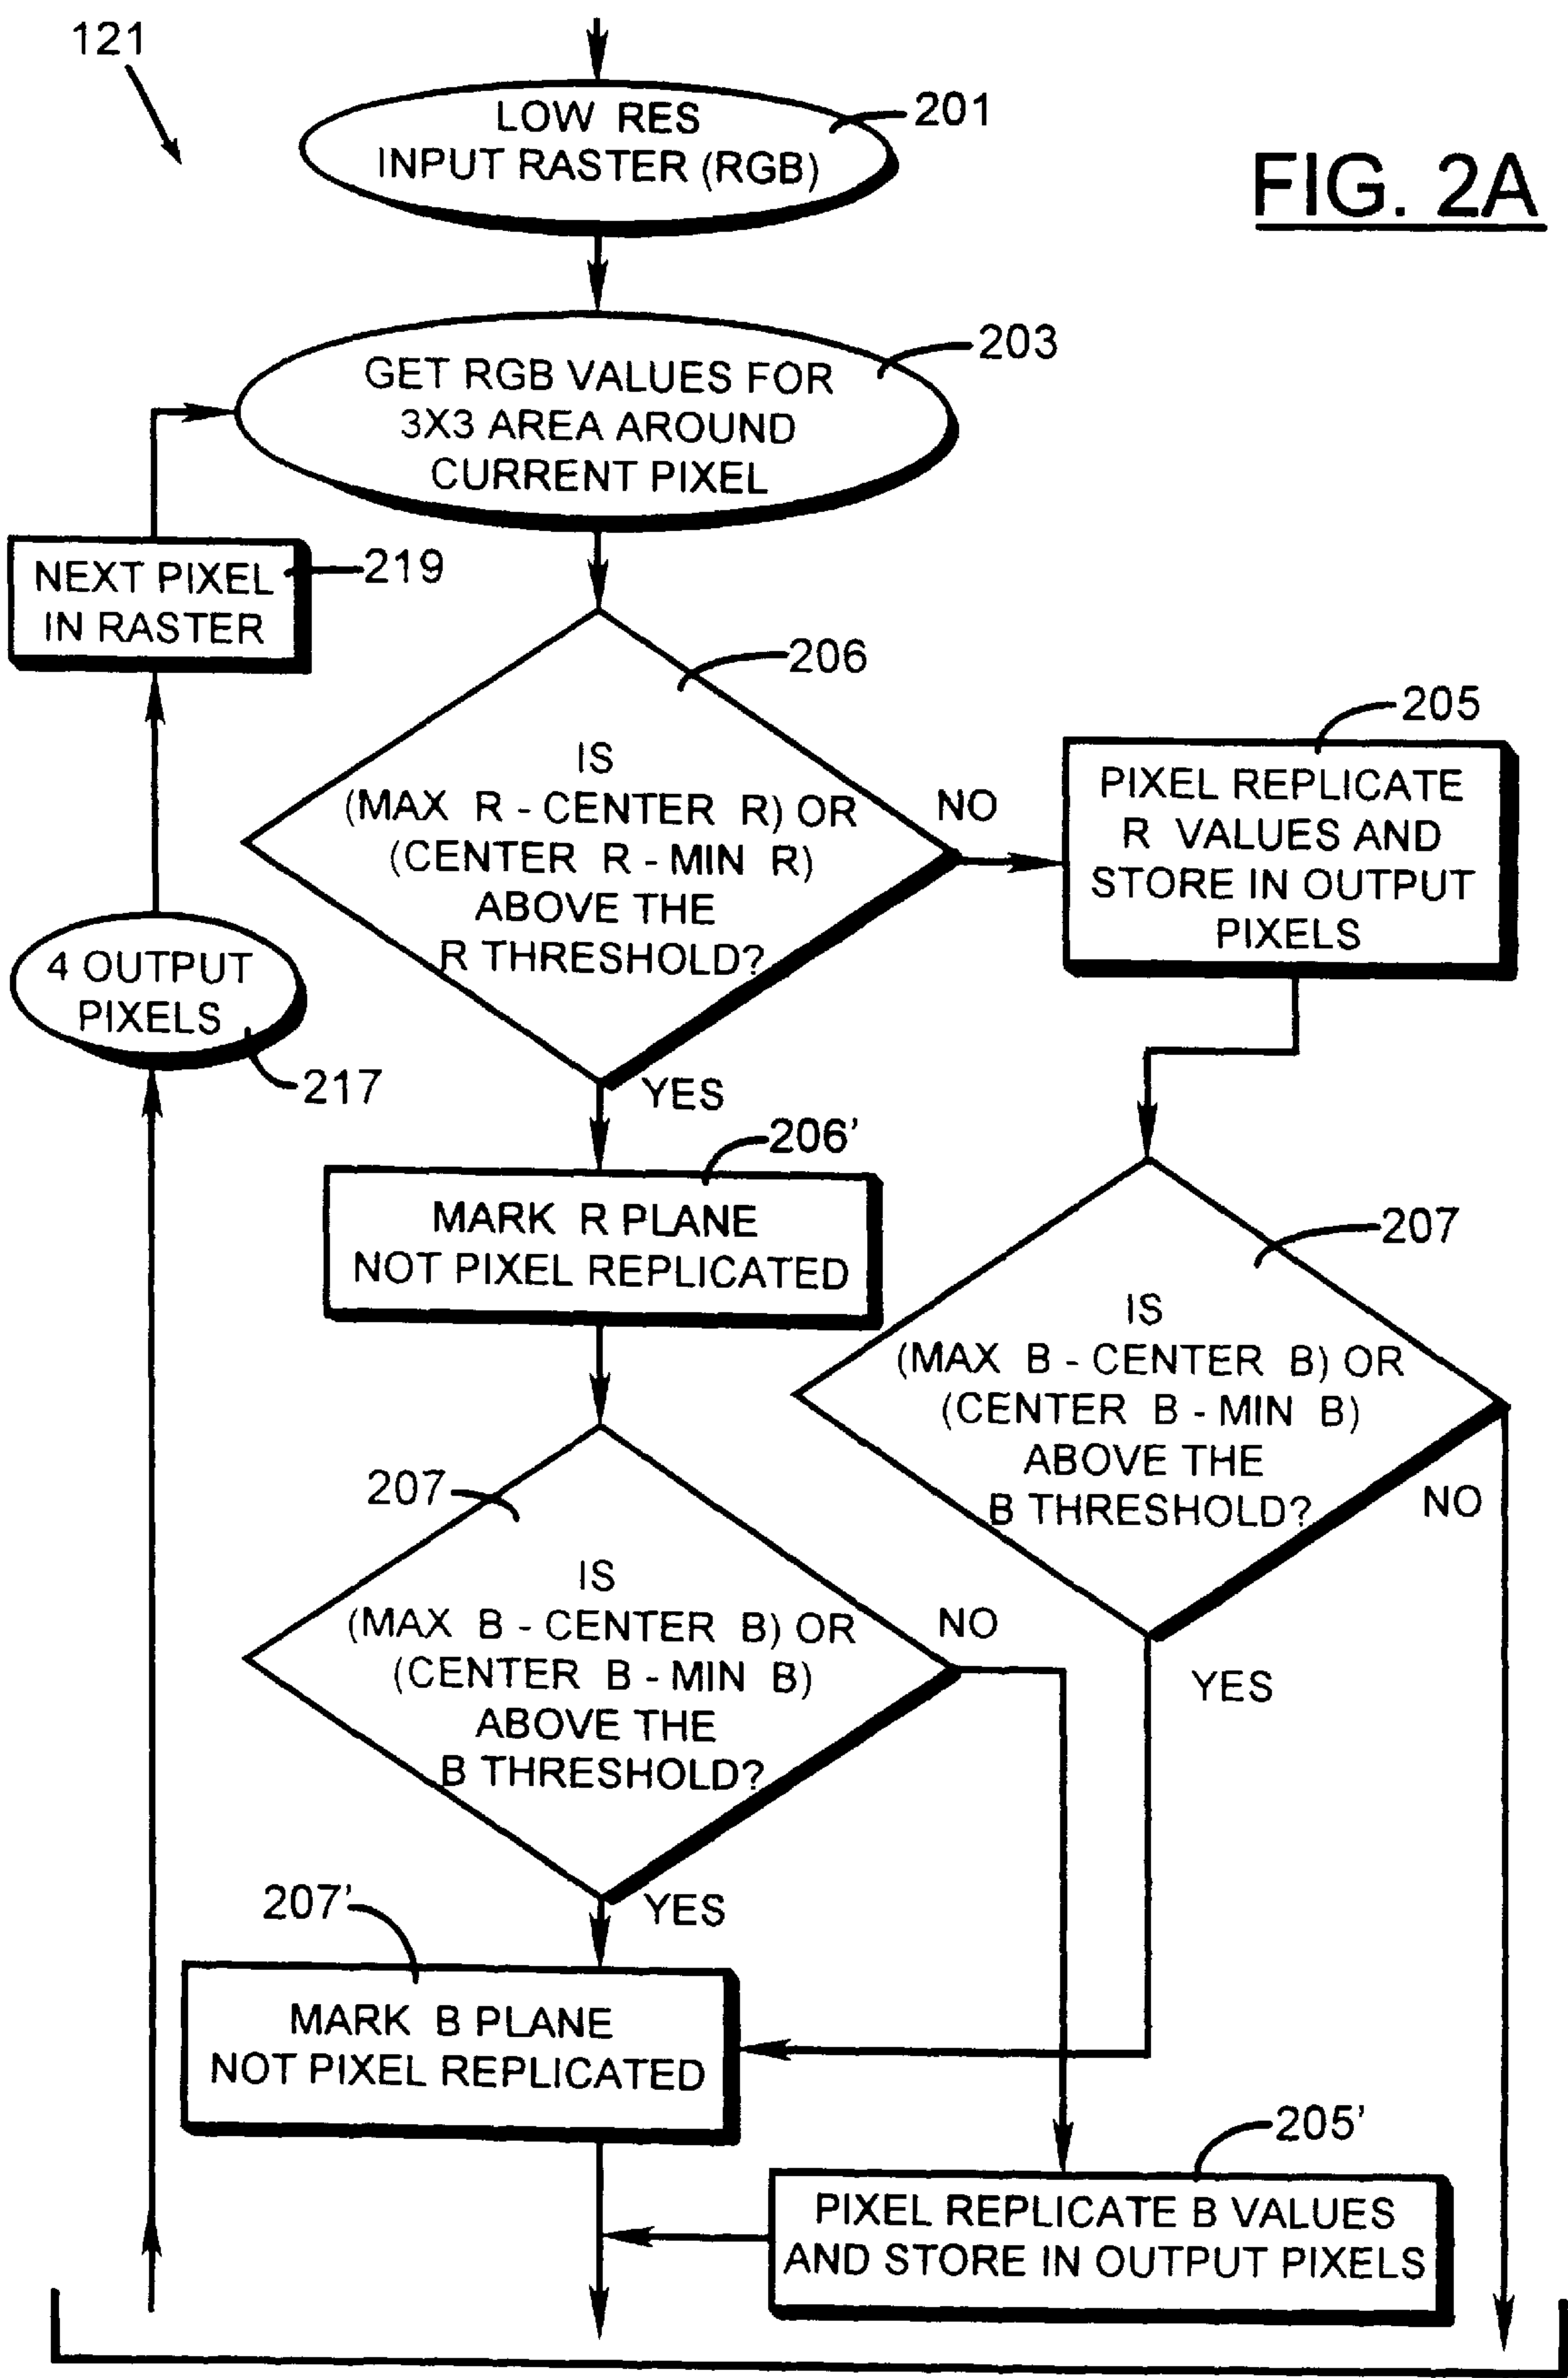 121
FIG. 2A
LOW RES
INPUT RASTER (RGB)
201
GET RGB VALUES FOR
3X3 AREA AROUND
CURRENT PIXEL
203
NEXT PIXEL
IN RASTER
219
206
IS
(MAX R - CENTER R) OR
(CENTER R - MIN R)
ABOVE THE
R THRESHOLD?
NO
YES
205
PIXEL REPLICATE
R VALUES AND
STORE IN OUTPUT
PIXELS
4 OUTPUT
PIXELS
217
206'
MARK R PLANE
NOT PIXEL REPLICATED
207
IS
(MAX B - CENTER B) OR
(CENTER B - MIN B)
ABOVE THE
B THRESHOLD?
NO
YES
207
IS
(MAX B - CENTER B) OR
(CENTER B - MIN B)
ABOVE THE
B THRESHOLD?
NO
YES
207'
MARK B PLANE
NOT PIXEL REPLICATED
205'
PIXEL REPLICATE B VALUES
AND STORE IN OUTPUT PIXELS